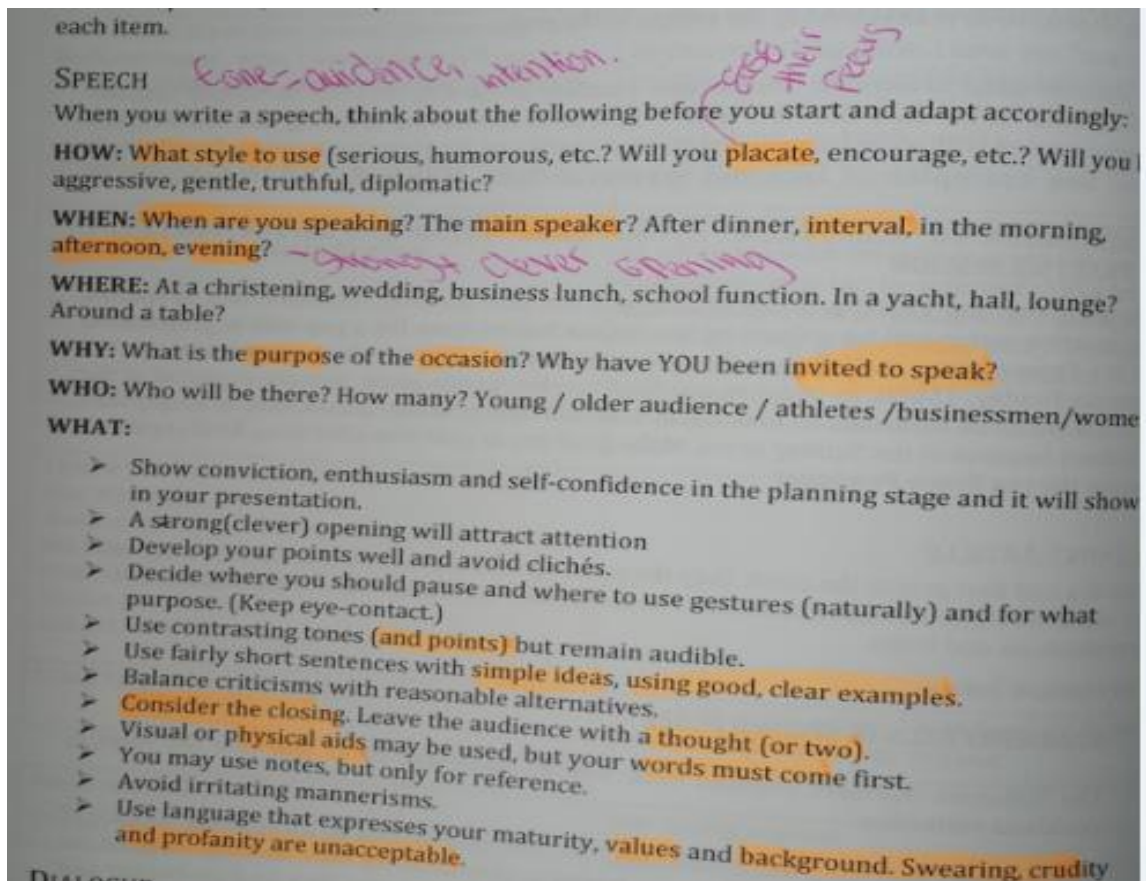 each item.
SPEECH tone - guidance, intention.
ease
their
focus
When you write a speech, think about the following before you start and adapt accordingly:
HOW: What style to use (serious, humorous, etc.? Will you placate, encourage, etc.? Will you
aggressive, gentle, truthful, diplomatic?
WHEN: When are you speaking? The main speaker? After dinner, interval, in the morning,
afternoon, evening? - strong + clever opening
WHERE: At a christening, wedding, business lunch, school function. In a yacht, hall, lounge?
Around a table?
WHY: What is the purpose of the occasion? Why have YOU been invited to speak?
WHO: Who will be there? How many? Young / older audience / athletes /businessmen/wome
WHAT:
➢ Show conviction, enthusiasm and self-confidence in the planning stage and it will show
in your presentation.
➢ A strong(clever) opening will attract attention
➢ Develop your points well and avoid clichés.
➢ Decide where you should pause and where to use gestures (naturally) and for what
purpose. (Keep eye-contact.)
➢ Use contrasting tones (and points) but remain audible.
➢ Use fairly short sentences with simple ideas, using good, clear examples.
➢ Balance criticisms with reasonable alternatives.
➢ Consider the closing. Leave the audience with a thought (or two).
➢ Visual or physical aids may be used, but your words must come first.
➢ You may use notes, but only for reference.
➢ Avoid irritating mannerisms.
➢ Use language that expresses your maturity, values and background. Swearing, crudity
and profanity are unacceptable.